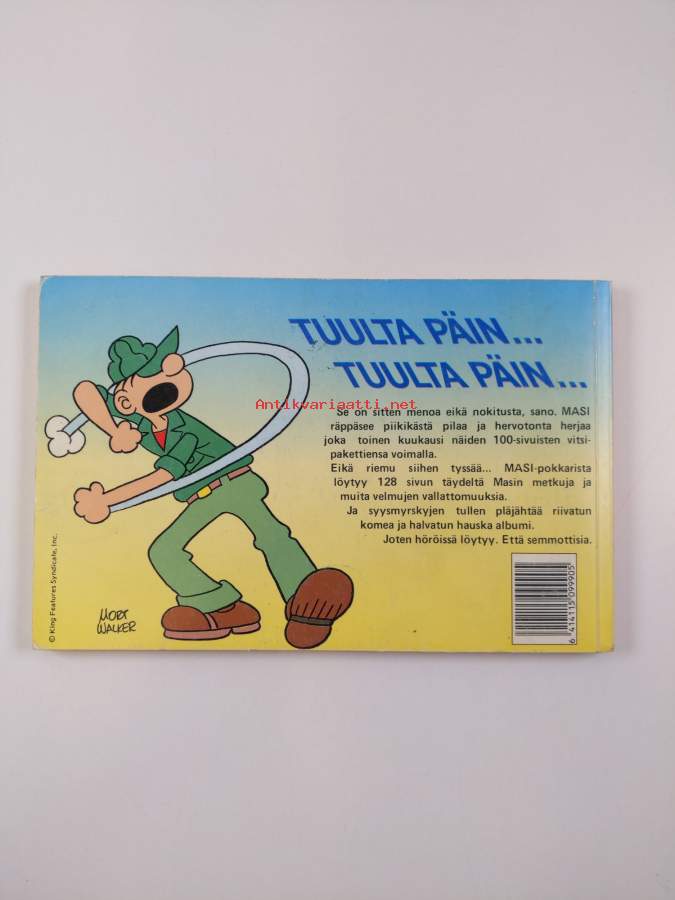 TUULTA PÄIN...
TUULTA PÄIN...
Antikvariaatti.net
Se on sitten menoa eikä nokitusta, sano. MASI
räppäsee piikikästä pilaa ja hervotonta herjaa
joka toinen kuukausi näiden 100-sivuisten vitsi-
pakettiensa voimalla.
Eikä riemu siihen tyssää... MASI-pokkarista
löytyy 128 sivun täydeltä Masin metkuja ja
muita velmujen vallattomuuksia.
Ja syysmyrskyjen tullen pläjähtää riivatun
komea ja halvatun hauska albumi.
Joten höröissä löytyy. Että semmottisia.
© King Features Syndicate, Inc.
MORT
WALKER
6 414115 099905